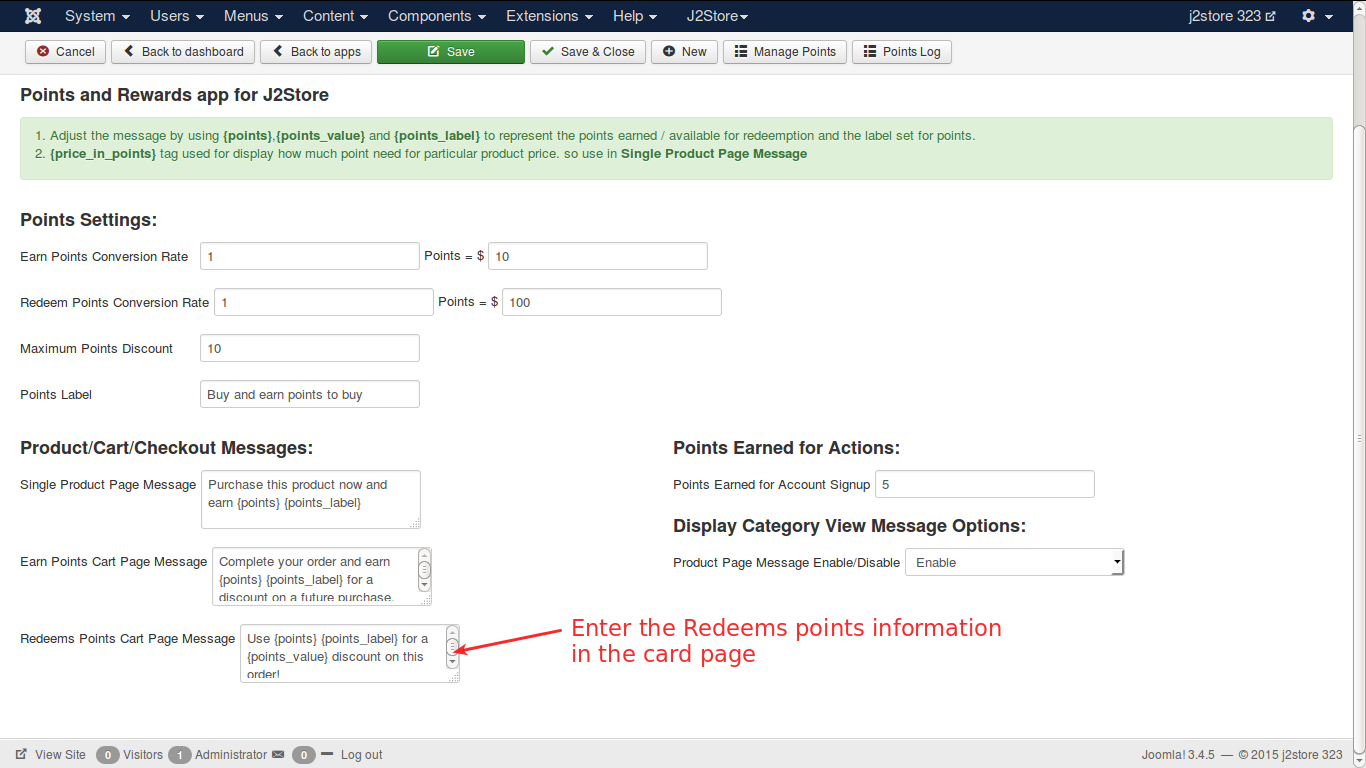 System Users Menus Content Components Extensions Help J2Store j2store 323
Cancel Back to dashboard Back to apps Save Save & Close New Manage Points Points Log
Points and Rewards app for J2Store
1. Adjust the message by using {points},{points_value} and {points_label} to represent the points earned / available for redeemption and the label set for points.
2. {price_in_points} tag used for display how much point need for particular product price. so use in Single Product Page Message
Points Settings:
Earn Points Conversion Rate 1 Points = $ 10
Redeem Points Conversion Rate 1 Points = $ 100
Maximum Points Discount 10
Points Label Buy and earn points to buy
Product/Cart/Checkout Messages:
Single Product Page Message Purchase this product now and
earn {points} {points_label}
Earn Points Cart Page Message Complete your order and earn
{points} {points_label} for a
discount on a future purchase.
Redeems Points Cart Page Message Use {points} {points_label} for a
{points_value} discount on this
order!
Points Earned for Actions:
Points Earned for Account Signup 5
Display Category View Message Options:
Product Page Message Enable/Disable Enable
Enter the Redeems points information
in the card page
View Site 0 Visitors 1 Administrator 0 Log out Joomla! 3.4.5 — © 2015 j2store 323